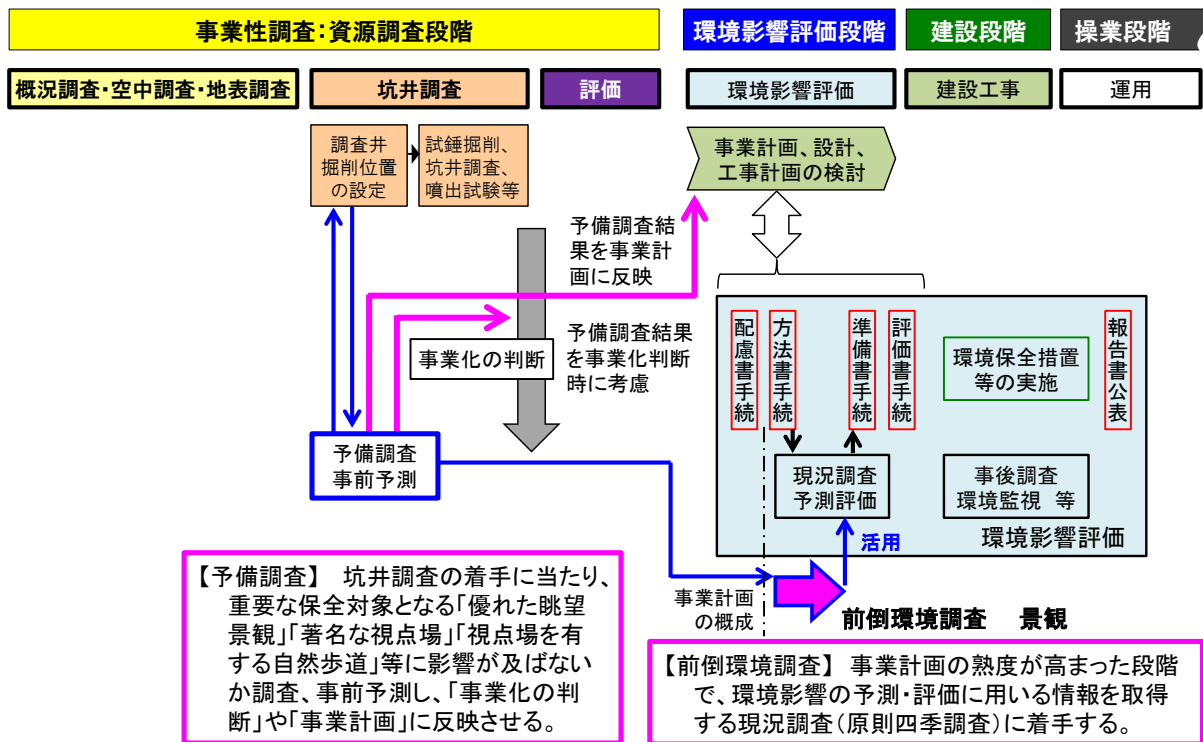 事業性調査：資源調査段階
環境影響評価段階
建設段階
操業段階
概況調査・空中調査・地表調査
坑井調査
評価
環境影響評価
建設工事
運用
調査井
掘削位置
の設定
試錘掘削、
坑井調査、
噴出試験等
事業計画、設計、
工事計画の検討
予備調査結
果を事業計
画に反映
事業化の判断
予備調査結果
を事業化判断
時に考慮
予備調査
事前予測
配慮書手続
方法書手続
準備書手続
評価書手続
環境保全措置
等の実施
報告書公表
現況調査
予測評価
事後調査
環境監視 等
環境影響評価
活用
事業計画
の概成
前倒環境調査 景観
【予備調査】 坑井調査の着手に当たり、
重要な保全対象となる「優れた眺望
景観」「著名な視点場」「視点場を有
する自然歩道」等に影響が及ばない
か調査、事前予測し、「事業化の判
断」や「事業計画」に反映させる。
【前倒環境調査】 事業計画の熟度が高まった段階
で、環境影響の予測・評価に用いる情報を取得
する現況調査（原則四季調査）に着手する。